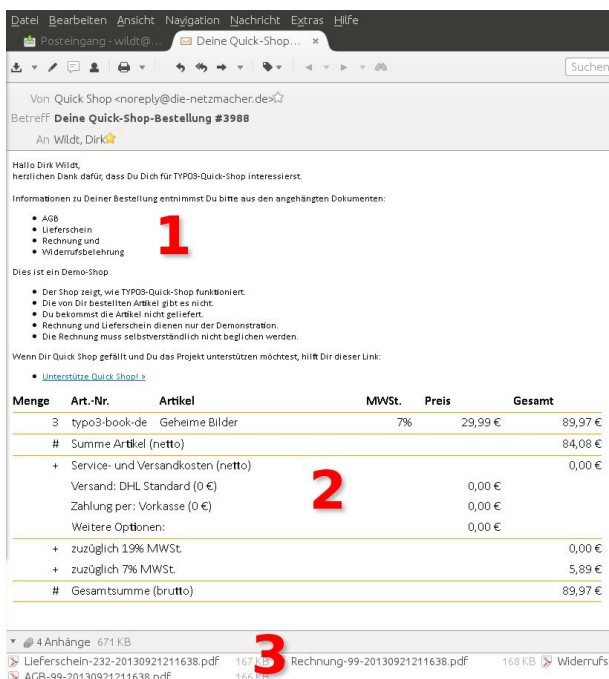 Datei Bearbeiten Ansicht Navigation Nachricht Extras Hilfe
Posteingang - wildt@... Deine Quick-Shop... ×
Suchen
Von Quick Shop <noreply@die-netzmacher.de>
Betreff Deine Quick-Shop-Bestellung #3988
An Wildt, Dirk
Hallo Dirk Wildt,
herzlichen Dank dafür, dass Du Dich für TYPO3-Quick-Shop interessierst.
Informationen zu Deiner Bestellung entnimmst Du bitte aus den angehängten Dokumenten:
• AGB
• Lieferschein
• Rechnung und
• Widerrufsbelehrung
1
Dies ist ein Demo-Shop
• Der Shop zeigt, wie TYPO3-Quick-Shop funktioniert.
• Die von Dir bestellten Artikel gibt es nicht.
• Du bekommst die Artikel nicht geliefert.
• Rechnung und Lieferschein dienen nur der Demonstration.
• Die Rechnung muss selbstverständlich nicht beglichen werden.
Wenn Dir Quick Shop gefällt und Du das Projekt unterstützen möchtest, hilft Dir dieser Link:
• Unterstütze Quick Shop! »
Menge Art.-Nr. Artikel MWSt. Preis Gesamt
3 typo3-book-de Geheime Bilder 7% 29,99 € 89,97 €
# Summe Artikel (netto) 84,08 €
+ Service- und Versandkosten (netto) 0,00 €
Versand: DHL Standard (0 €) 0,00 €
2
Zahlung per: Vorkasse (0 €) 0,00 €
Weitere Optionen: 0,00 €
+ zuzüglich 19% MWSt. 0,00 €
+ zuzüglich 7% MWSt. 5,89 €
# Gesamtsumme (brutto) 89,97 €
4 Anhänge 671 KB
3
Lieferschein-232-20130921211638.pdf 167 KB Rechnung-99-20130921211638.pdf 168 KB Widerrufs
AGB-99-20130921211638.pdf 166 KB